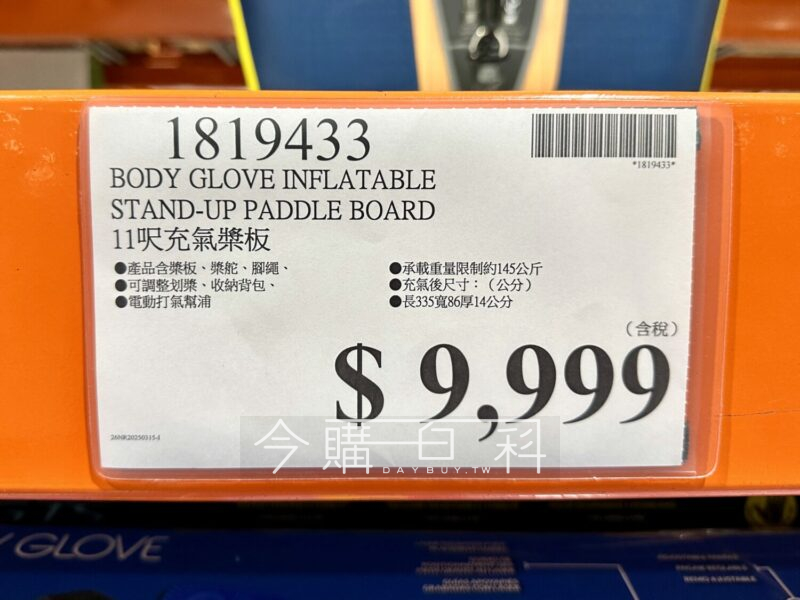 1819433
*1819433*
BODY GLOVE INFLATABLE
STAND-UP PADDLE BOARD
11呎充氣槳板
●產品含槳板、槳舵、腳繩、
●可調整划槳、收納背包、
●電動打氣幫浦
●承載重量限制約145公斤
●充氣後尺寸：（公分）
●長335寬86厚14公分
（含稅）
$ 9,999
26NR20250315-J
今購百科
DAYBUY.TW
GLOVE